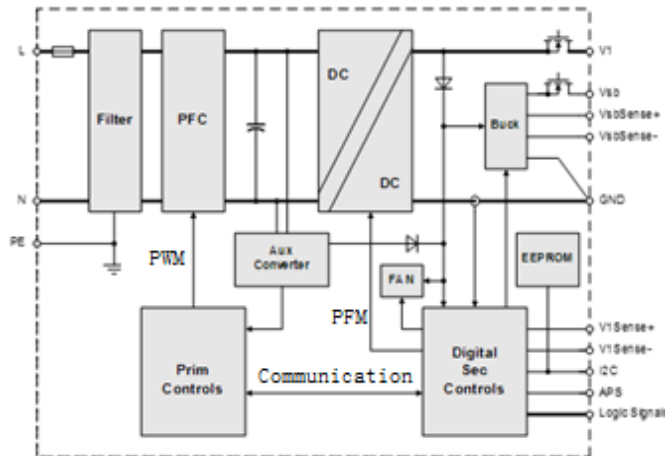 L
V1
DC
Filter
PFC
Vsb
VsbSense+
Buck
VsbSense-
DC
N
GND
PE
PWM
Aux
Converter
EEPROM
FAN
PFM
V1Sense+
Prim
Controls
Communication
Digital
Sec
Controls
V1Sense-
I2C
APS
Logic Signals